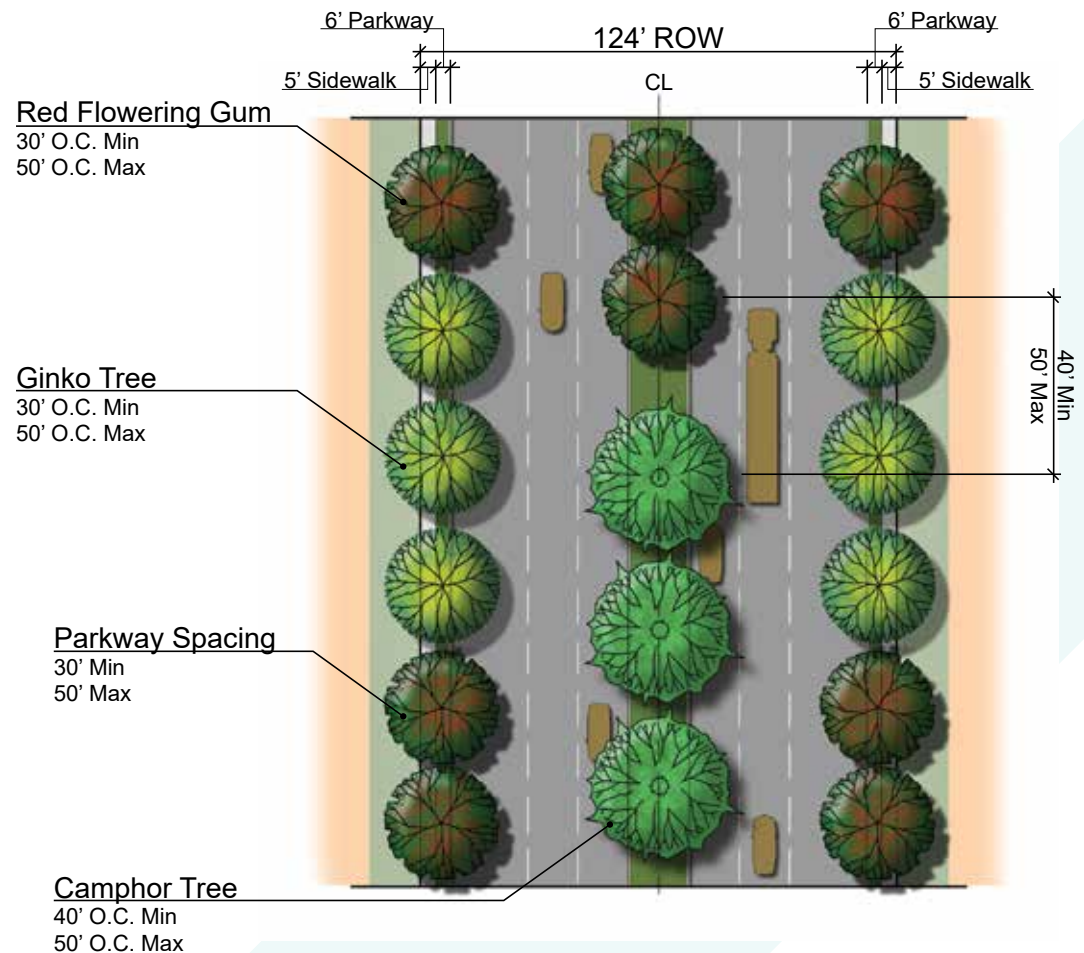 6’ Parkway
124’ ROW
6’ Parkway
5’ Sidewalk
CL
5’ Sidewalk
Red Flowering Gum
30’ O.C. Min
50’ O.C. Max
40’ Min
50’ Max
Ginko Tree
30’ O.C. Min
50’ O.C. Max
Parkway Spacing
30’ Min
50’ Max
Camphor Tree
40’ O.C. Min
50’ O.C. Max